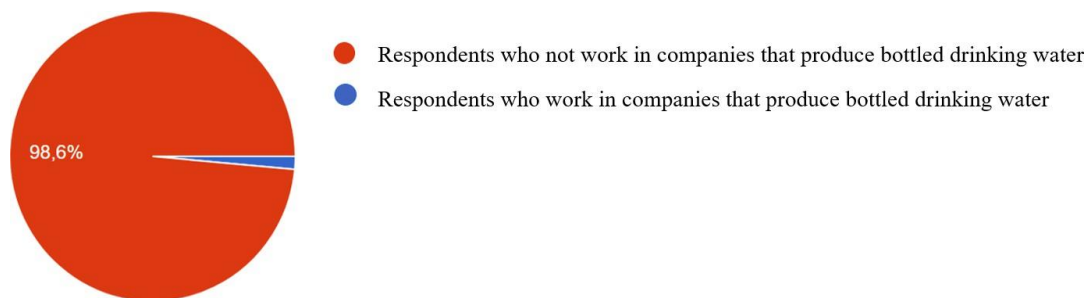 Respondents who not work in companies that produce bottled drinking water
Respondents who work in companies that produce bottled drinking water
98,6%